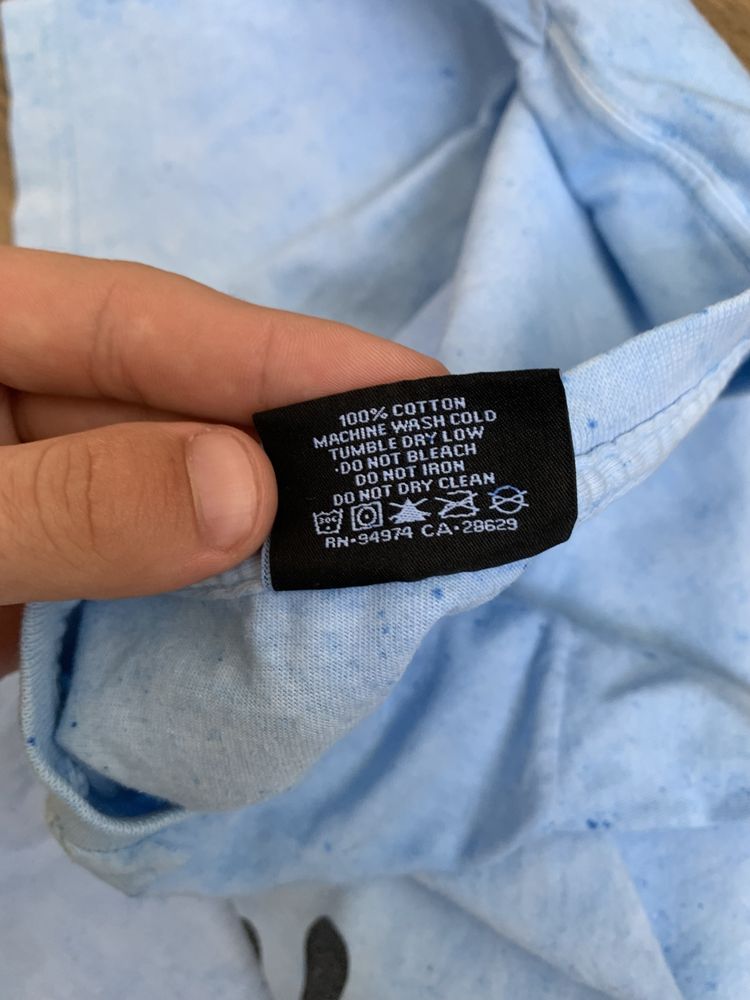 100% COTTON
MACHINE WASH COLD
TUMBLE DRY LOW
·DO NOT BLEACH
DO NOT IRON
DO NOT DRY CLEAN
30C
RN·94974 CA·28629